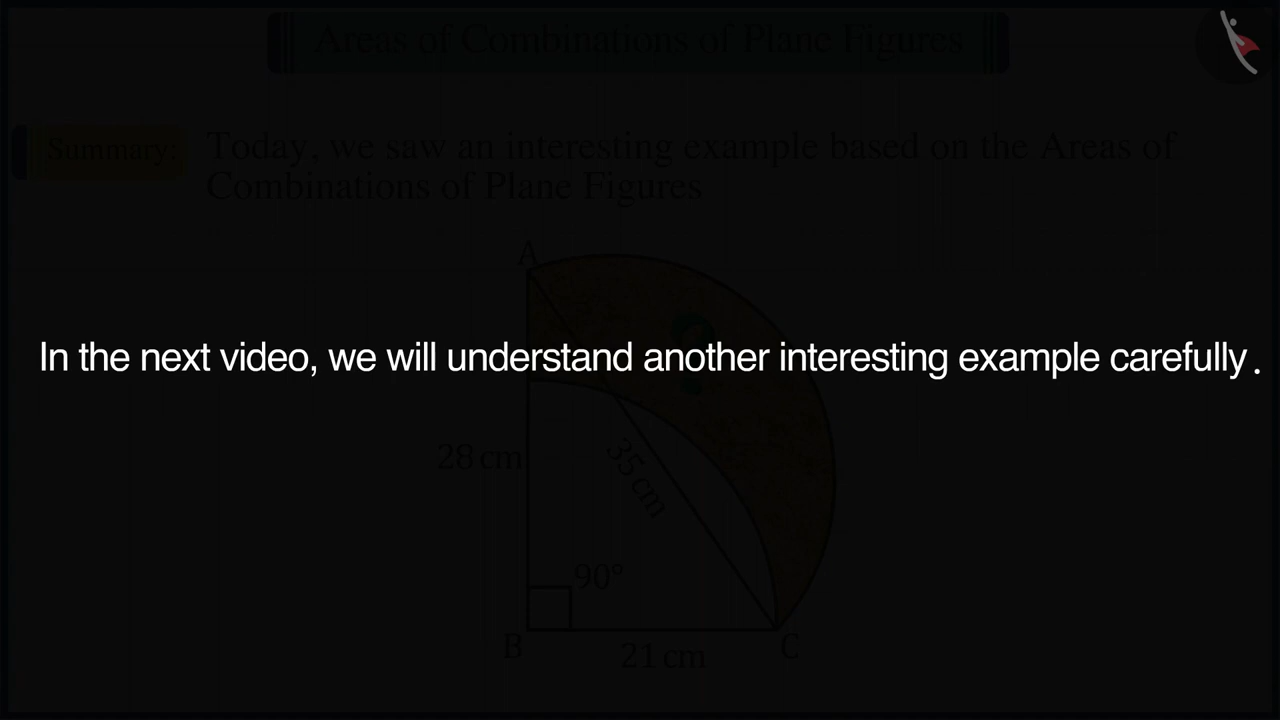 Areas of Combinations of Plane Figures
Summary: Today, we saw an interesting example based on the Areas of
Combinations of Plane Figures
A
In the next video, we will understand another interesting example carefully.
28 cm
35 cm
90°
B
C
21 cm